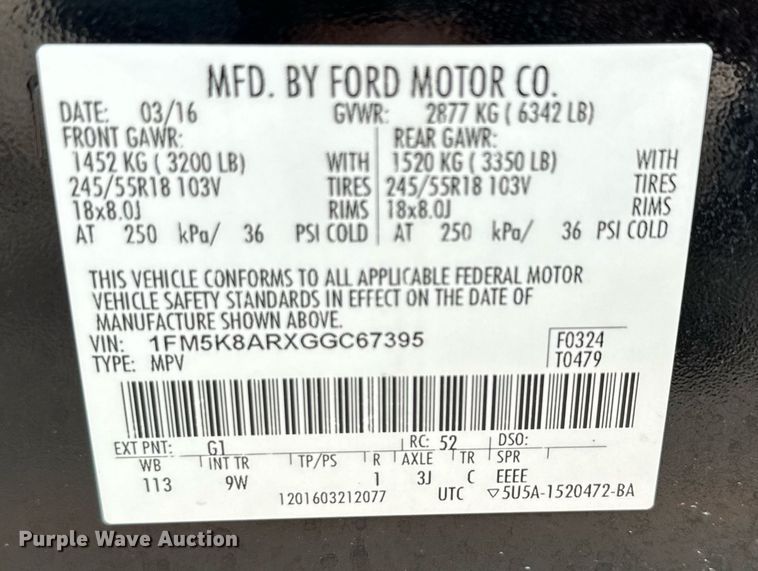 MFD. BY FORD MOTOR CO.
DATE: 03/16 GVWR: 2877 KG ( 6342 LB)
FRONT GAWR: REAR GAWR:
1452 KG ( 3200 LB) WITH 1520 KG ( 3350 LB) WITH
245/55R18 103V TIRES 245/55R18 103V TIRES
18x8.0J RIMS 18x8.0J RIMS
AT 250 kPa/ 36 PSI COLD AT 250 kPa/ 36 PSI COLD
THIS VEHICLE CONFORMS TO ALL APPLICABLE FEDERAL MOTOR
VEHICLE SAFETY STANDARDS IN EFFECT ON THE DATE OF
MANUFACTURE SHOWN ABOVE.
VIN: 1FM5K8ARXGGC67395 F0324
TYPE: MPV T0479
EXT PNT: G1 RC: 52 DSO:
WB INT TR TP/PS R AXLE TR SPR
113 9W 1 3J C EEEE
1201603212077 UTC ▽5U5A-1520472-BA
Purple Wave Auction